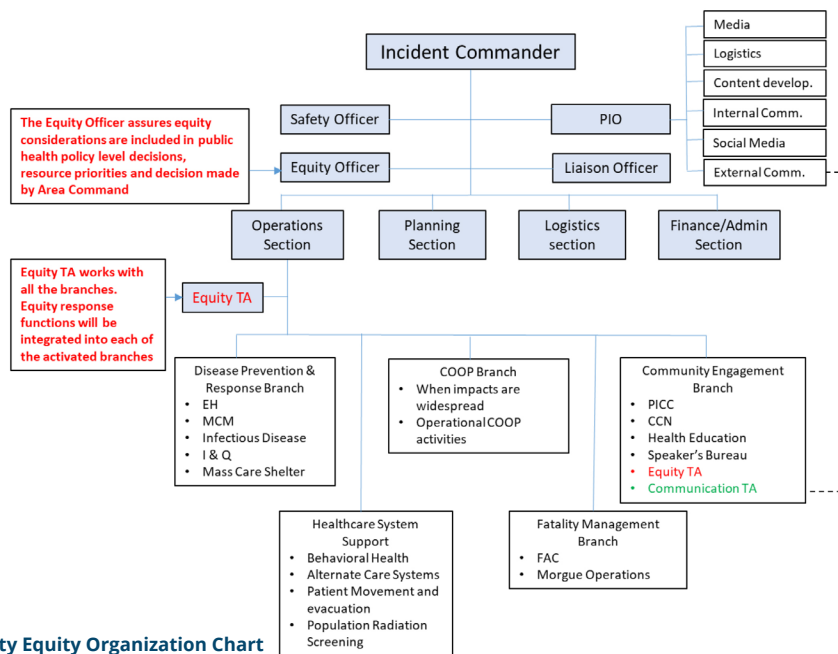 Incident Commander
Media
Logistics
Content develop.
Internal Comm.
Social Media
External Comm.
Safety Officer
PIO
The Equity Officer assures equity
considerations are included in public
health policy level decisions,
resource priorities and decision made
by Area Command
Equity Officer
Liaison Officer
Operations
Section
Planning
Section
Logistics
section
Finance/Admin
Section
Equity TA works with
all the branches.
Equity response
functions will be
integrated into each of
the activated branches
Equity TA
Disease Prevention &
Response Branch
• EH
• MCM
• Infectious Disease
• I & Q
• Mass Care Shelter
COOP Branch
• When impacts are
widespread
• Operational COOP
activities
Community Engagement
Branch
• PICC
• CCN
• Health Education
• Speaker's Bureau
• Equity TA
• Communication TA
Healthcare System
Support
• Behavioral Health
• Alternate Care Systems
• Patient Movement and
evacuation
• Population Radiation
Screening
Fatality Management
Branch
• FAC
• Morgue Operations
ty Equity Organization Chart